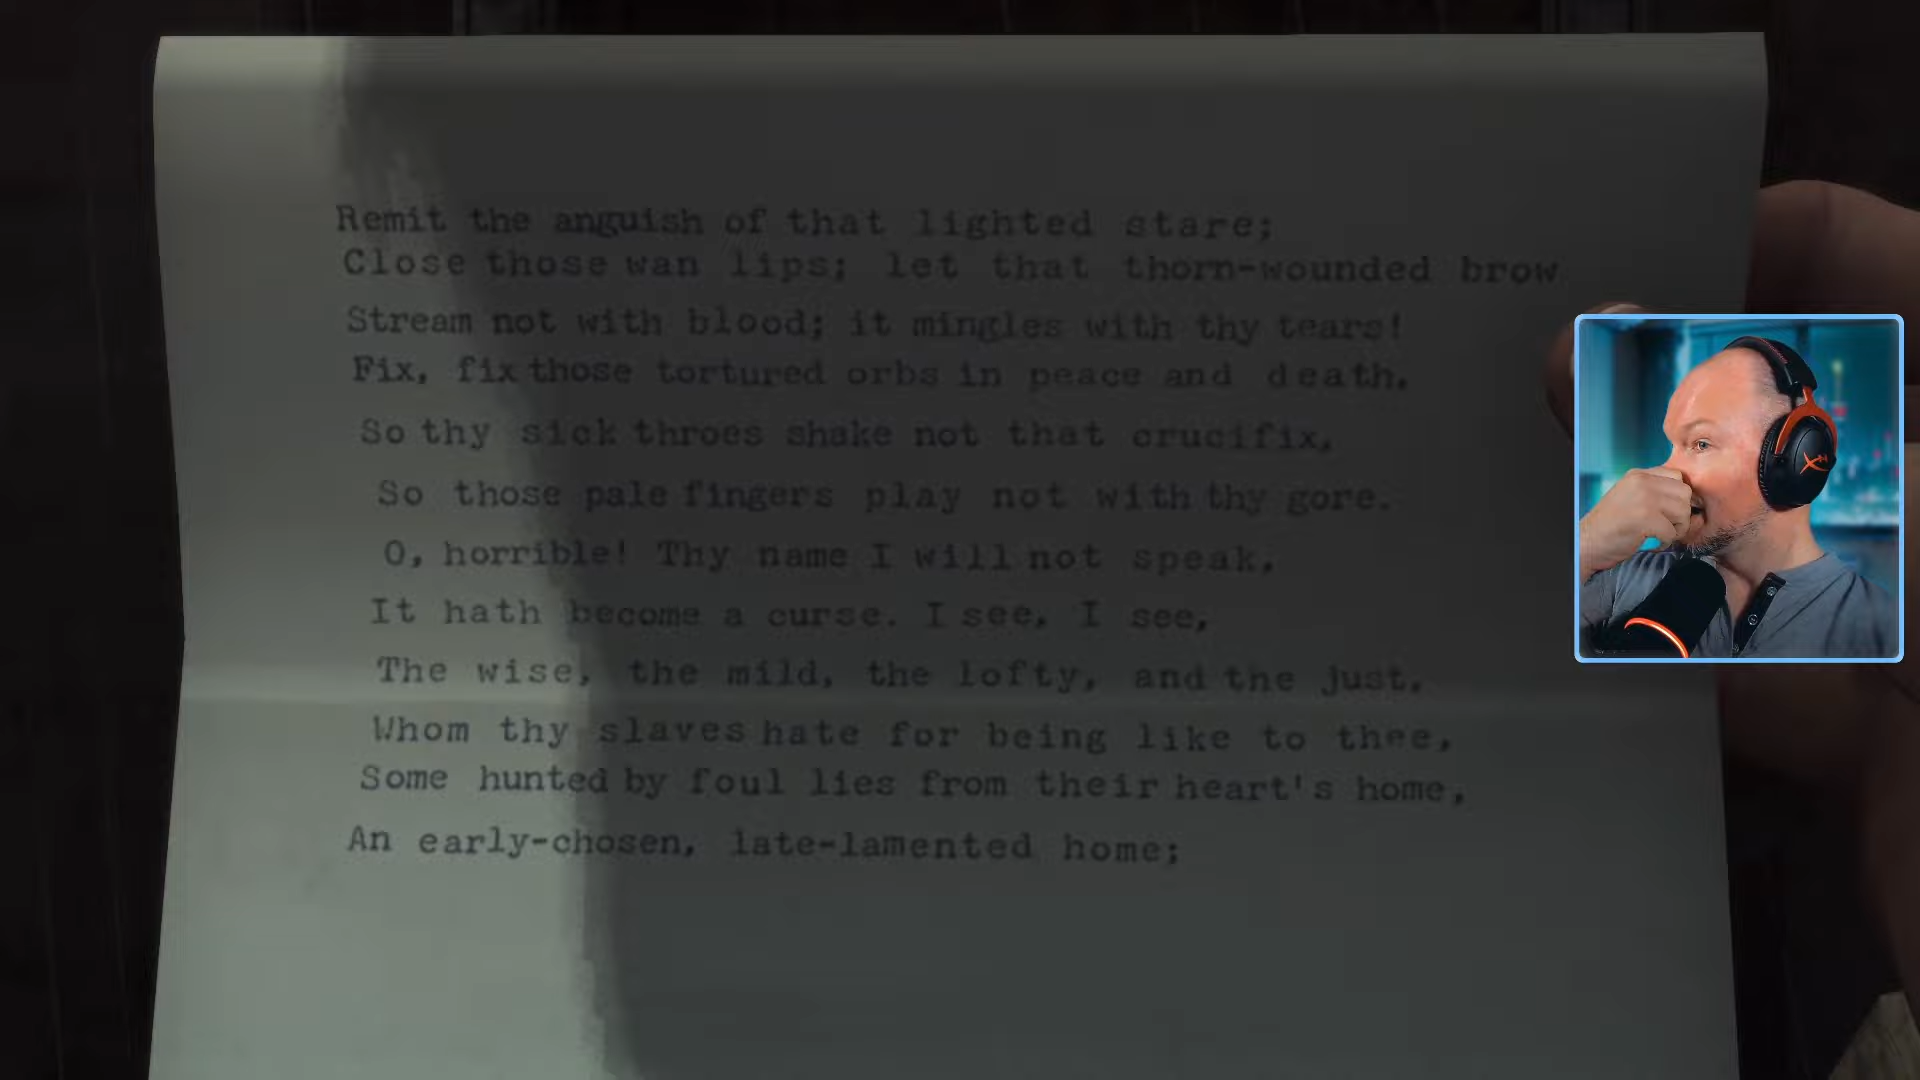 Remit the anguish of that lighted stare;
Close those wan lips; let that thorn-wounded brow
Stream not with blood; it mingles with thy tears!
Fix, fix those tortured orbs in peace and death,
So thy sick throes shake not that crucifix,
So those pale fingers play not with thy gore.
O, horrible! Thy name I will not speak,
It hath become a curse. I see, I see,
The wise, the mild, the lofty, and the just,
Whom thy slaves hate for being like to thee,
Some hunted by foul lies from their heart's home,
An early-chosen, late-lamented home;